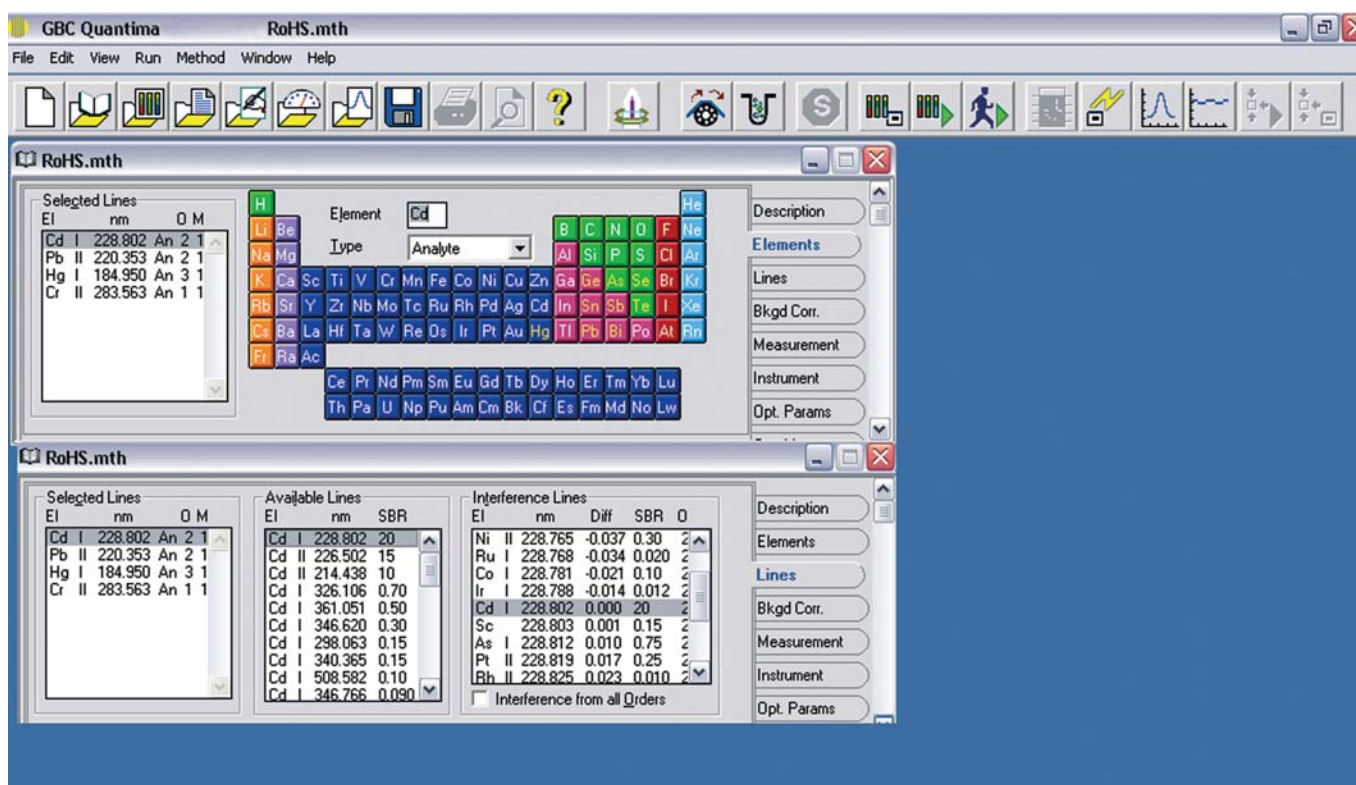 GBC Quantima RoHS.mth
File Edit View Run Method Window Help
RoHS.mth
Selected Lines
El nm O M
Cd I 228.802 An 2 1
Pb II 220.353 An 2 1
Hg I 184.950 An 3 1
Cr II 283.563 An 1 1
Element Cd
Type Analyte
H He
Li Be B C N O F Ne
Na Mg Al Si P S Cl Ar
K Ca Sc Ti V Cr Mn Fe Co Ni Cu Zn Ga Ge As Se Br Kr
Rb Sr Y Zr Nb Mo Tc Ru Rh Pd Ag Cd In Sn Sb Te I Xe
Cs Ba La Hf Ta W Re Os Ir Pt Au Hg Tl Pb Bi Po At Rn
Fr Ra Ac
Ce Pr Nd Pm Sm Eu Gd Tb Dy Ho Er Tm Yb Lu
Th Pa U Np Pu Am Cm Bk Cf Es Fm Md No Lw
Description
Elements
Lines
Bkgd Corr.
Measurement
Instrument
Opt. Params
RoHS.mth
Selected Lines
El nm O M
Cd I 228.802 An 2 1
Pb II 220.353 An 2 1
Hg I 184.950 An 3 1
Cr II 283.563 An 1 1
Available Lines
El nm SBR
Cd I 228.802 20
Cd II 226.502 15
Cd II 214.438 10
Cd I 326.106 0.70
Cd I 361.051 0.50
Cd I 346.620 0.30
Cd I 298.063 0.15
Cd I 340.365 0.15
Cd I 508.582 0.10
Cd I 346.766 0.090
Interference Lines
El nm Diff SBR O
Ni II 228.765 -0.037 0.30 2
Ru I 228.768 -0.034 0.020 2
Co I 228.781 -0.021 0.10 2
Ir I 228.788 -0.014 0.012 2
Cd I 228.802 0.000 20 2
Sc 228.803 0.001 0.15 2
As I 228.812 0.010 0.75 2
Pt II 228.819 0.017 0.25 2
Rh II 228.825 0.023 0.010 2
Interference from all Orders
Description
Elements
Lines
Bkgd Corr.
Measurement
Instrument
Opt. Params